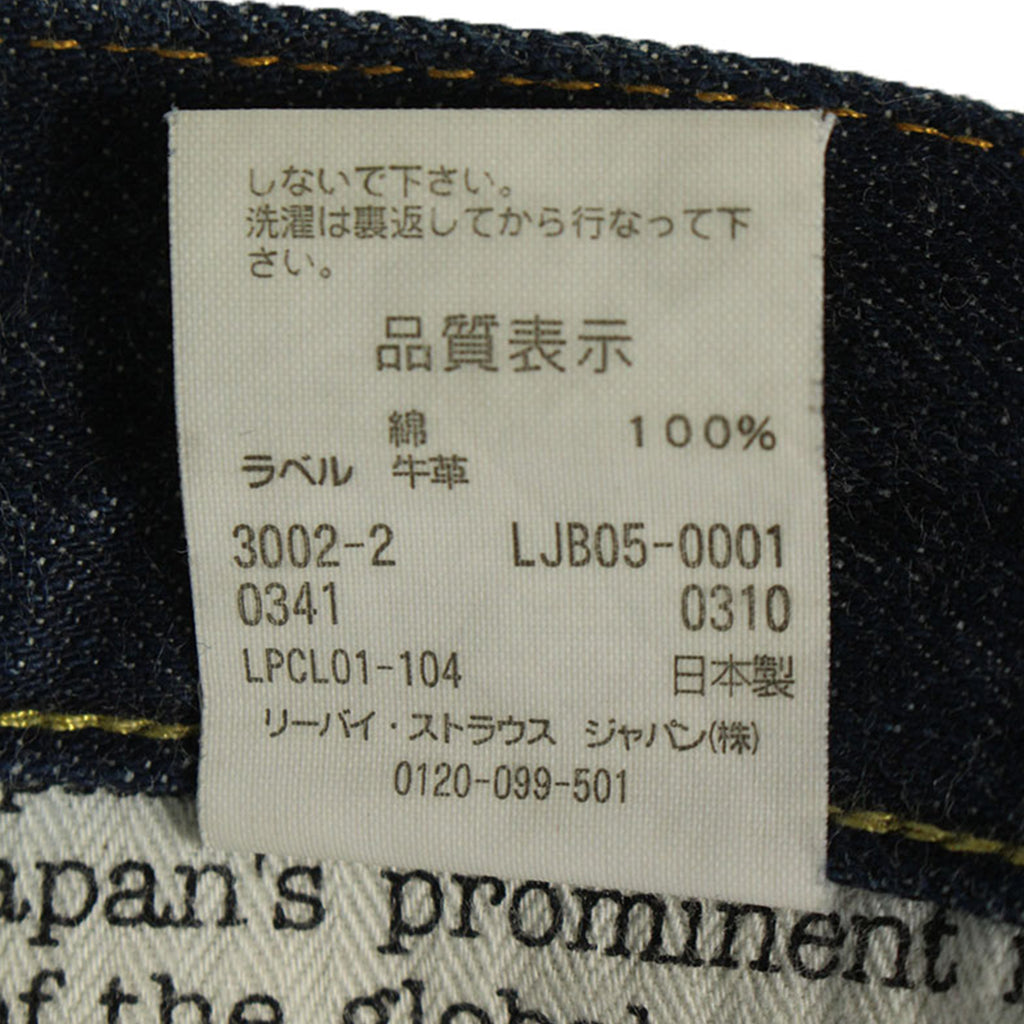 しないで下さい。
洗濯は裏返してから行なって下
さい。
品質表示
綿 100%
ラベル 牛革
3002-2 LJB05-0001
0341 0310
LPCL01-104 日本製
リーバイ・ストラウス ジャパン(株)
0120-099-501
apan's prominent
of the global